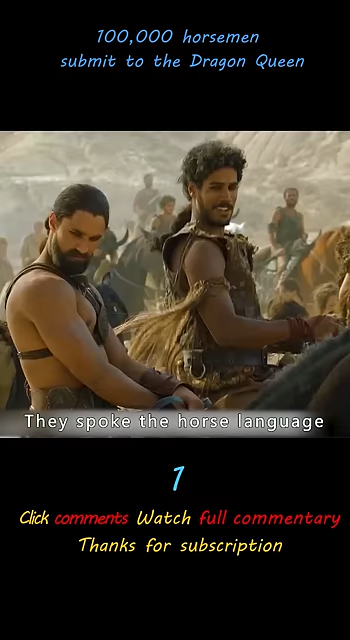 100,000 horsemen
submit to the Dragon Queen
They spoke the horse language
1
Click comments Watch full commentary
Thanks for subscription